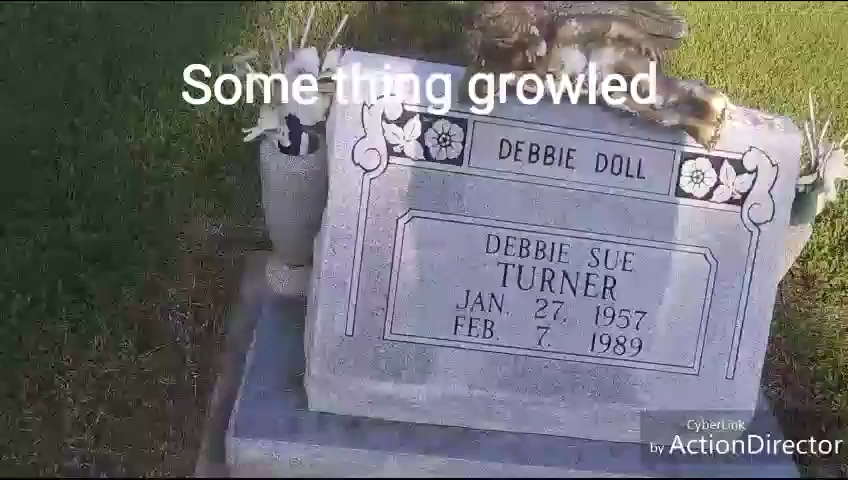 Some thing growled
DEBBIE DOLL
DEBBIE SUE
TURNER
JAN. 27, 1957
FEB. 7, 1989
CyberLink
by ActionDirector